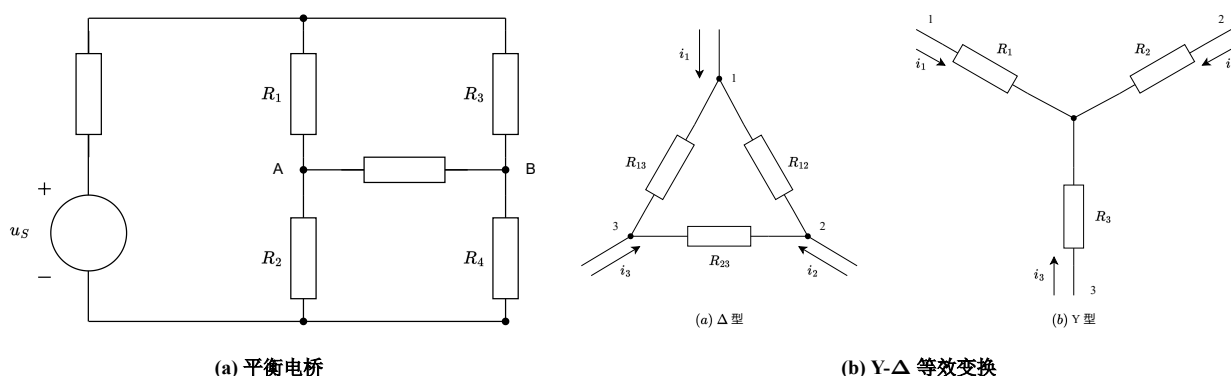 R₁
R₃
A
B
+
u_S
−
R₂
R₄
(a) 平衡电桥
i₁
1
R₁₃
R₁₂
3
2
i₃
R₂₃
i₂
(a) Δ 型
1
2
R₁
R₂
i₁
i
R₃
i₃
3
(b) Y 型
(b) Y-Δ 等效变换